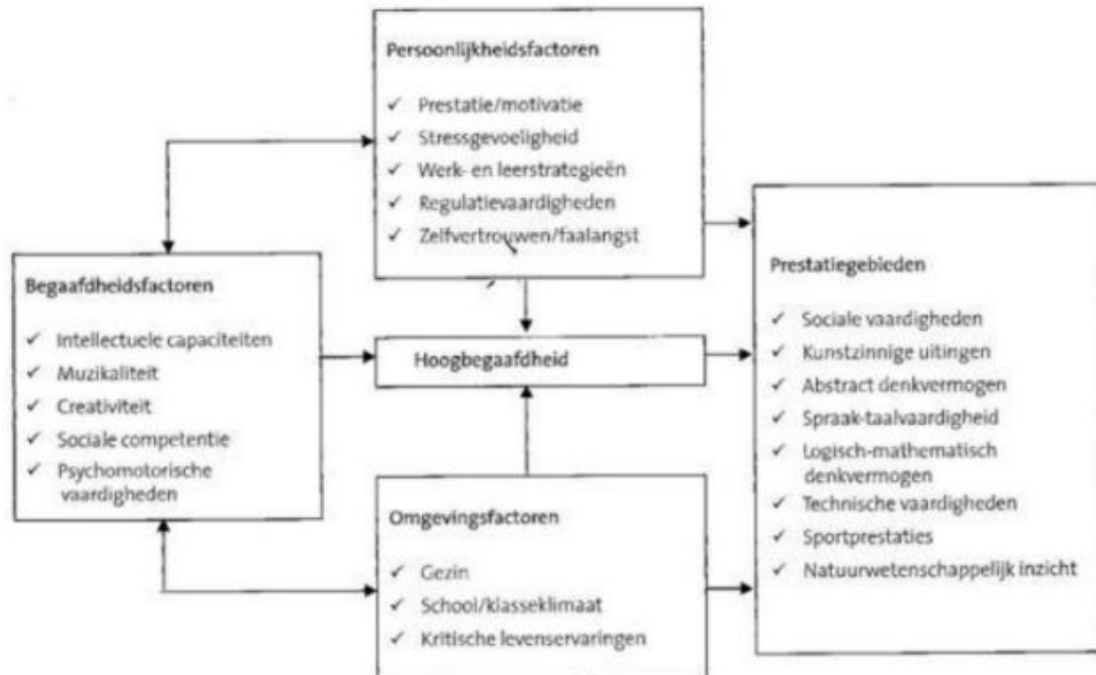 Persoonlijkheidsfactoren
✓ Prestatie/motivatie
✓ Stressgevoeligheid
✓ Werk- en leerstrategieën
✓ Regulatievaardigheden
✓ Zelfvertrouwen/faalangst
Begaafdheidsfactoren
✓ Intellectuele capaciteiten
✓ Muzikaliteit
✓ Creativiteit
✓ Sociale competentie
✓ Psychomotorische
vaardigheden
Hoogbegaafdheid
Omgevingsfactoren
✓ Gezin
✓ School/klasseklimaat
✓ Kritische levenservaringen
Prestatiegebieden
✓ Sociale vaardigheden
✓ Kunstzinnige uitingen
✓ Abstract denkvermogen
✓ Spraak-taalvaardigheid
✓ Logisch-mathematisch
denkvermogen
✓ Technische vaardigheden
✓ Sportprestaties
✓ Natuurwetenschappelijk inzicht